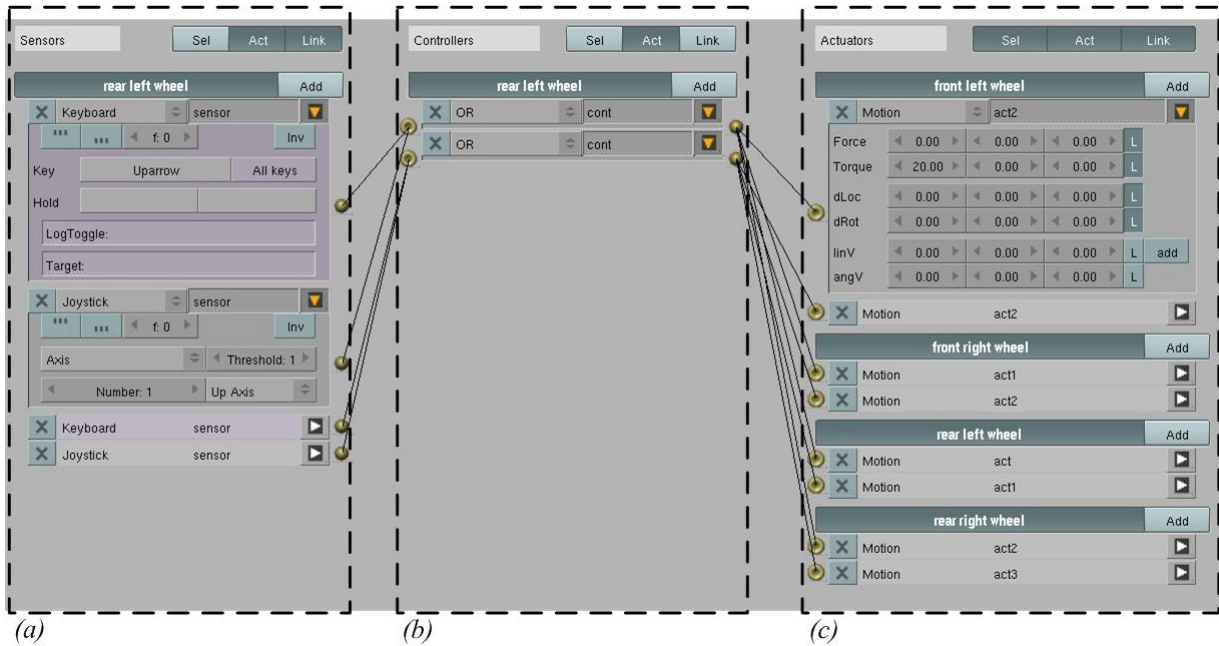 Sensors Sel Act Link
rear left wheel Add
X Keyboard sensor
f: 0 Inv
Key Uparrow All keys
Hold
LogToggle:
Target:
X Joystick sensor
f: 0 Inv
Axis Threshold: 1
Number: 1 Up Axis
X Keyboard sensor
X Joystick sensor
(a)
Controllers Sel Act Link
rear left wheel Add
X OR cont
X OR cont
(b)
Actuators Sel Act Link
front left wheel Add
X Motion act2
Force 0.00 0.00 0.00 L
Torque 20.00 0.00 0.00 L
dLoc 0.00 0.00 0.00 L
dRot 0.00 0.00 0.00 L
linV 0.00 0.00 0.00 L add
angV 0.00 0.00 0.00 L
X Motion act2
front right wheel Add
X Motion act1
X Motion act2
rear left wheel Add
X Motion act
X Motion act1
rear right wheel Add
X Motion act2
X Motion act3
(c)